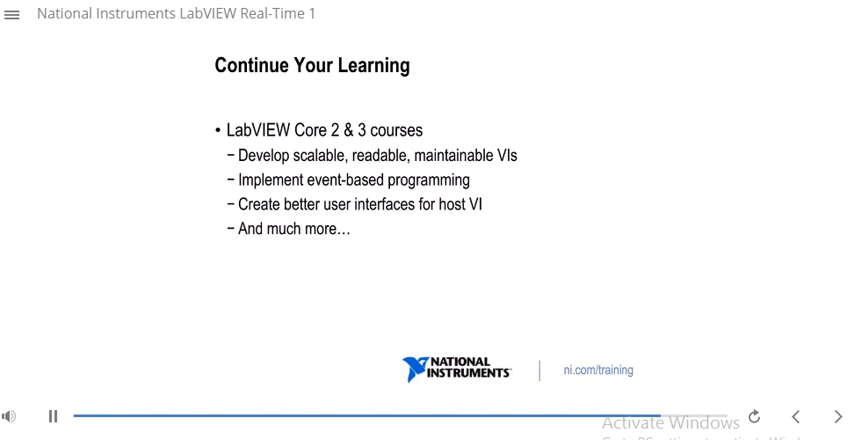 National Instruments LabVIEW Real-Time 1
Continue Your Learning
• LabVIEW Core 2 & 3 courses
– Develop scalable, readable, maintainable VIs
– Implement event-based programming
– Create better user interfaces for host VI
– And much more…
NATIONAL
INSTRUMENTS
ni.com/training
Activate Windows